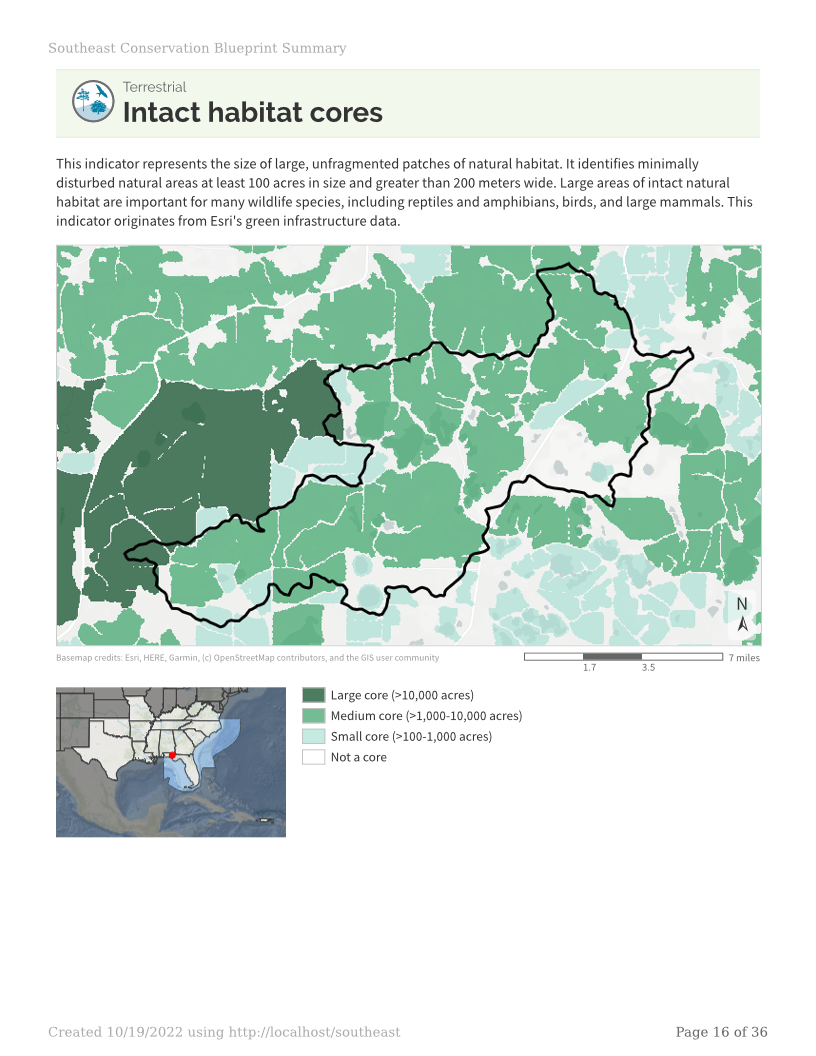 Southeast Conservation Blueprint Summary
Terrestrial
Intact habitat cores
This indicator represents the size of large, unfragmented patches of natural habitat. It identifies minimally
disturbed natural areas at least 100 acres in size and greater than 200 meters wide. Large areas of intact natural
habitat are important for many wildlife species, including reptiles and amphibians, birds, and large mammals. This
indicator originates from Esri's green infrastructure data.
N
Basemap credits: Esri, HERE, Garmin, (c) OpenStreetMap contributors, and the GIS user community
7 miles
1.7 3.5
Large core (>10,000 acres)
Medium core (>1,000-10,000 acres)
Small core (>100-1,000 acres)
Not a core
Created 10/19/2022 using http://localhost/southeast
Page 16 of 36